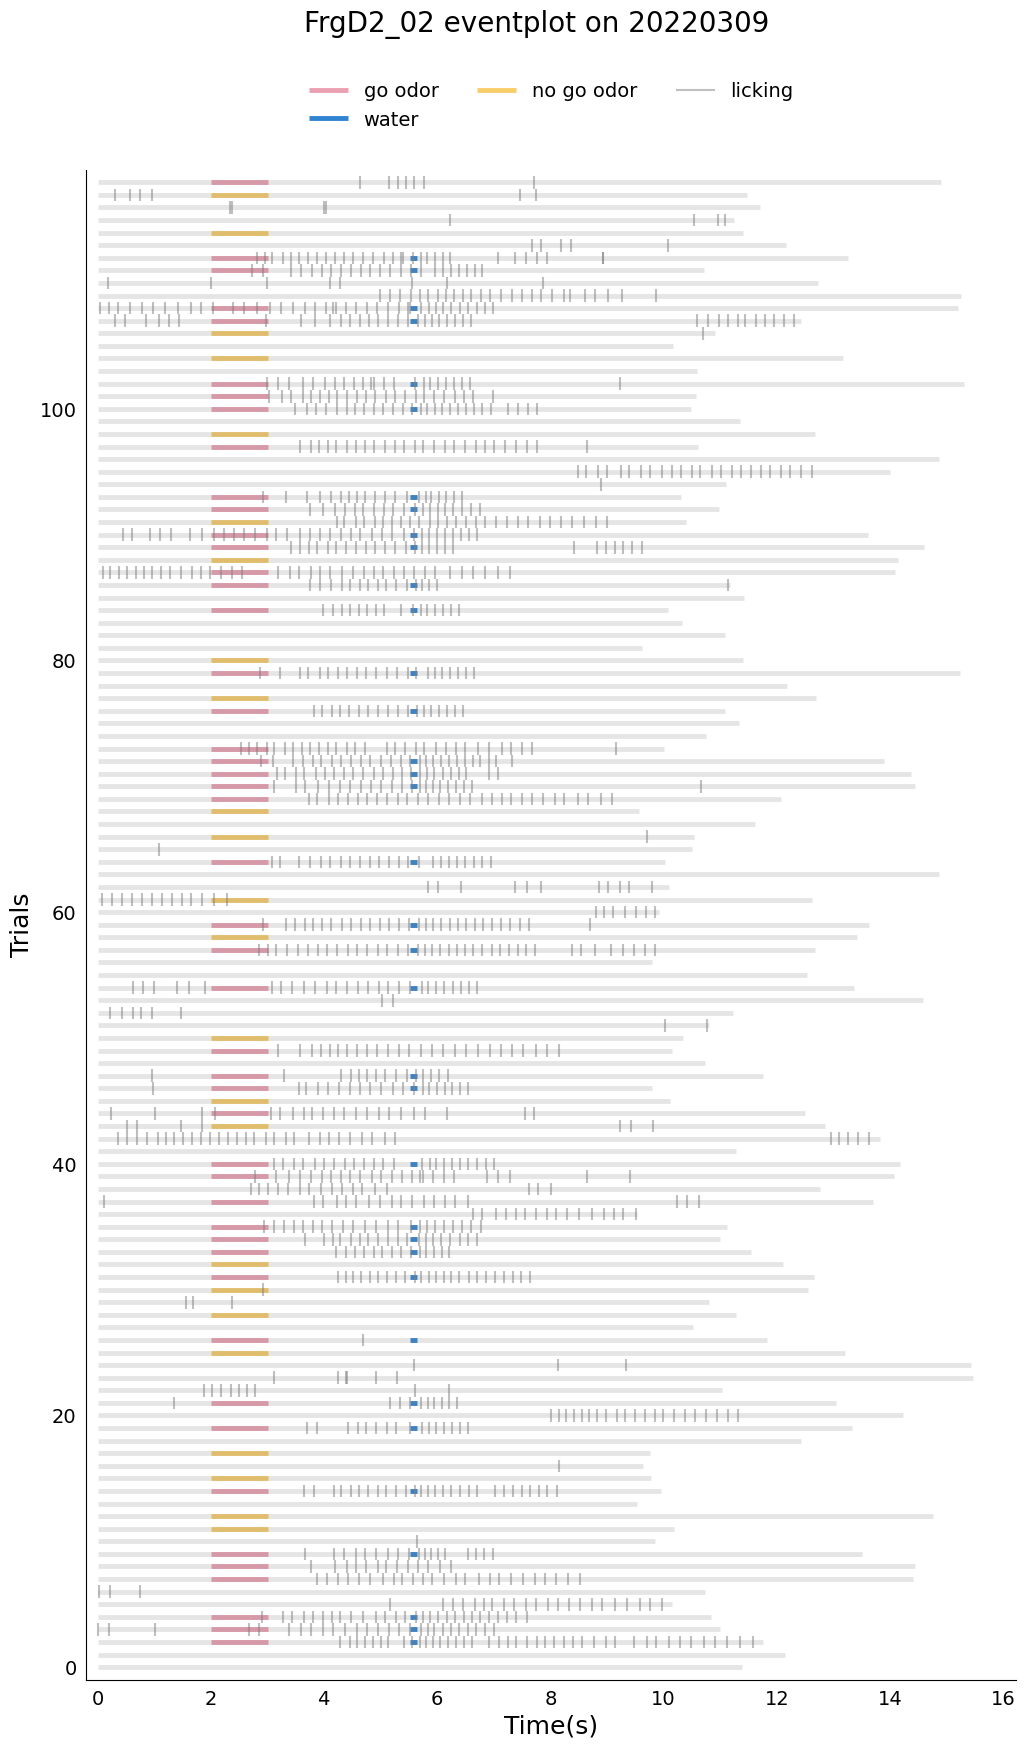 FrgD2_02 eventplot on 20220309
go odor
no go odor
licking
water
100
80
60
40
20
0
Trials
0 2 4 6 8 10 12 14 16
Time(s)